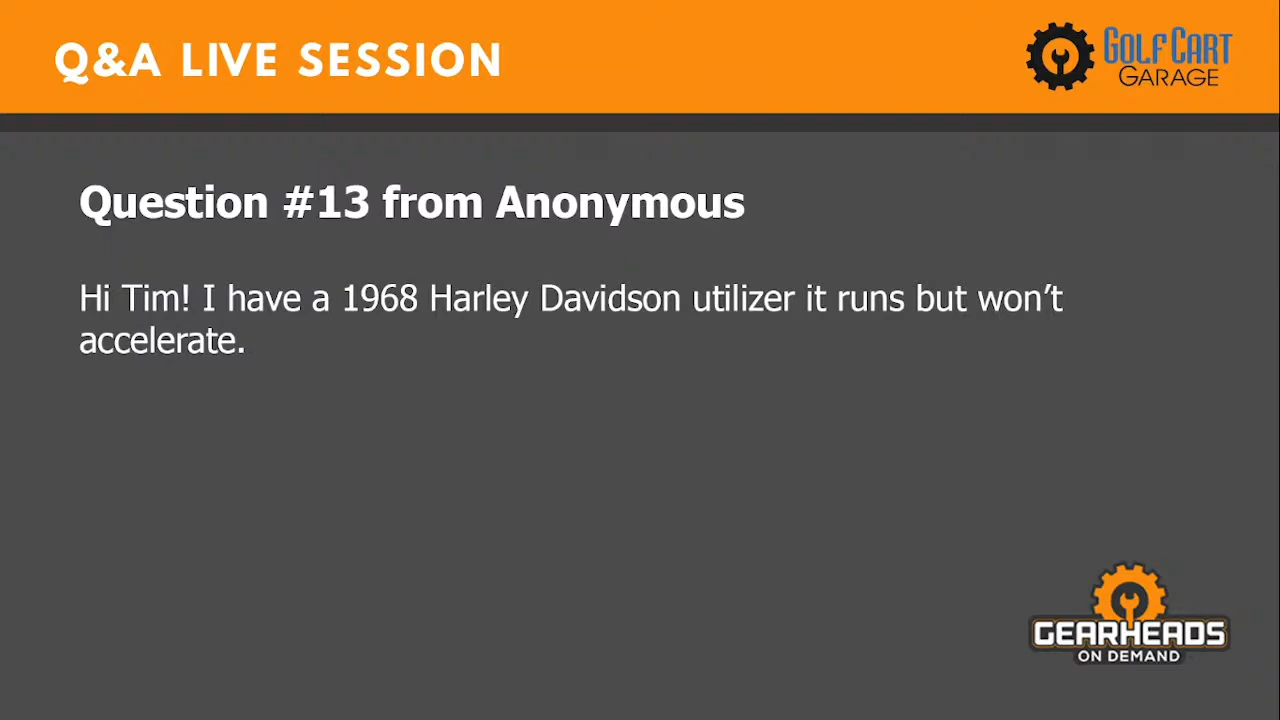 Q&A LIVE SESSION
GOLF CART
GARAGE
Question #13 from Anonymous
Hi Tim! I have a 1968 Harley Davidson utilizer it runs but won’t
accelerate.
GEARHEADS
ON DEMAND